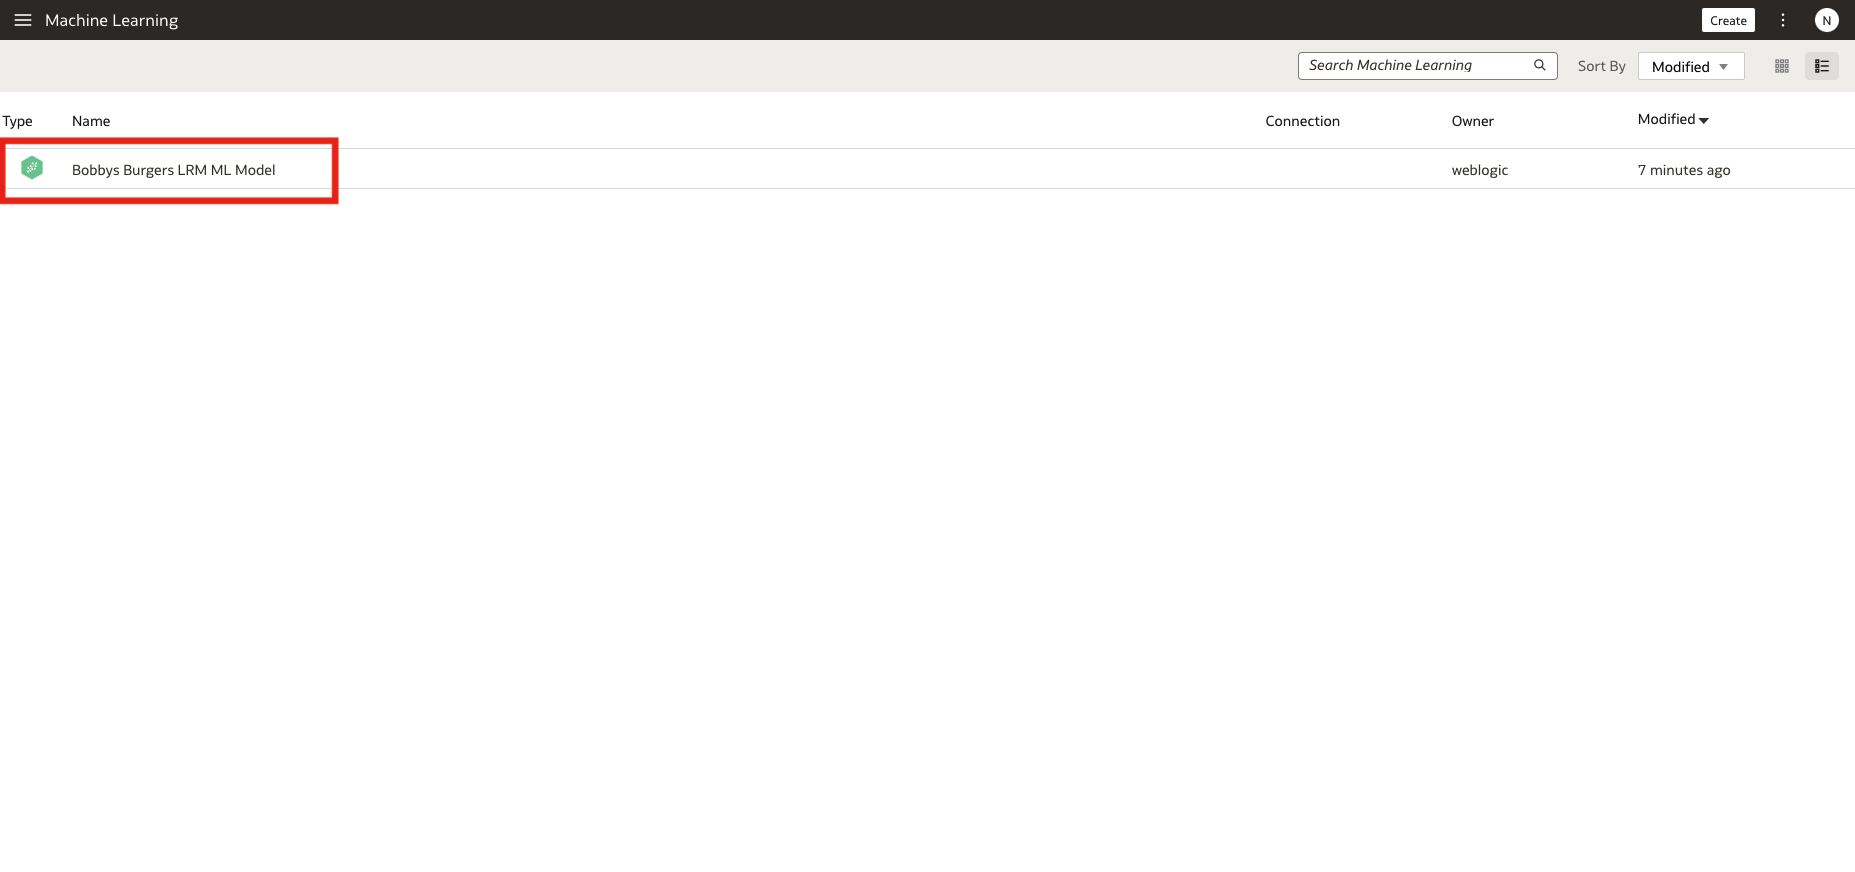 Machine Learning
Create
N
Search Machine Learning
Sort By
Modified
Type Name Connection Owner Modified
Bobbys Burgers LRM ML Model weblogic 7 minutes ago